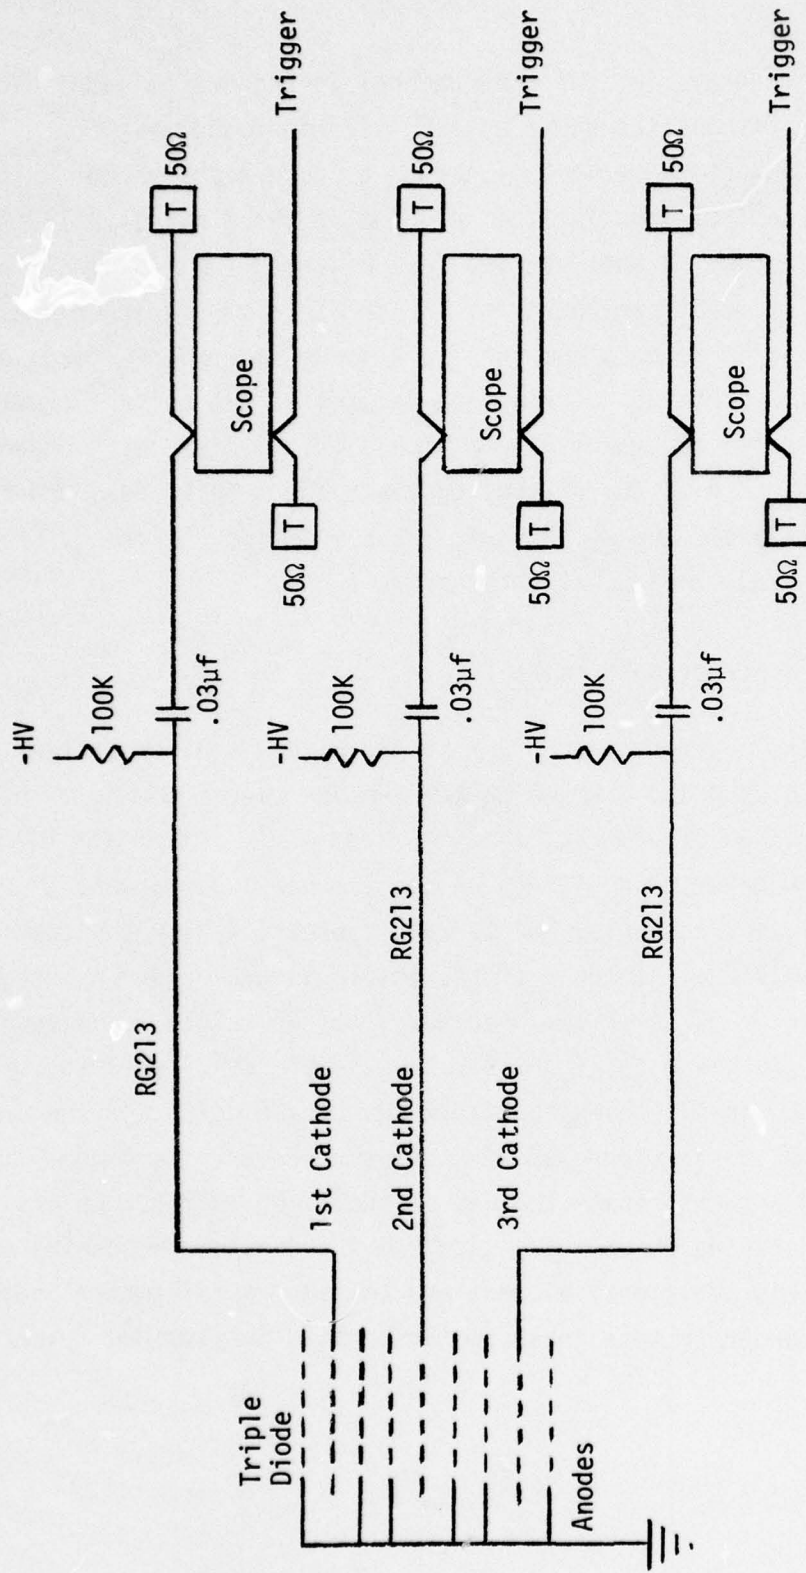 Triple
Diode
Anodes
1st Cathode
2nd Cathode
3rd Cathode
RG213
RG213
RG213
-HV
100K
.03µf
-HV
100K
.03µf
-HV
100K
.03µf
Scope
T 50Ω
50Ω T
Trigger
Scope
T 50Ω
50Ω T
Trigger
Scope
T 50Ω
50Ω T
Trigger